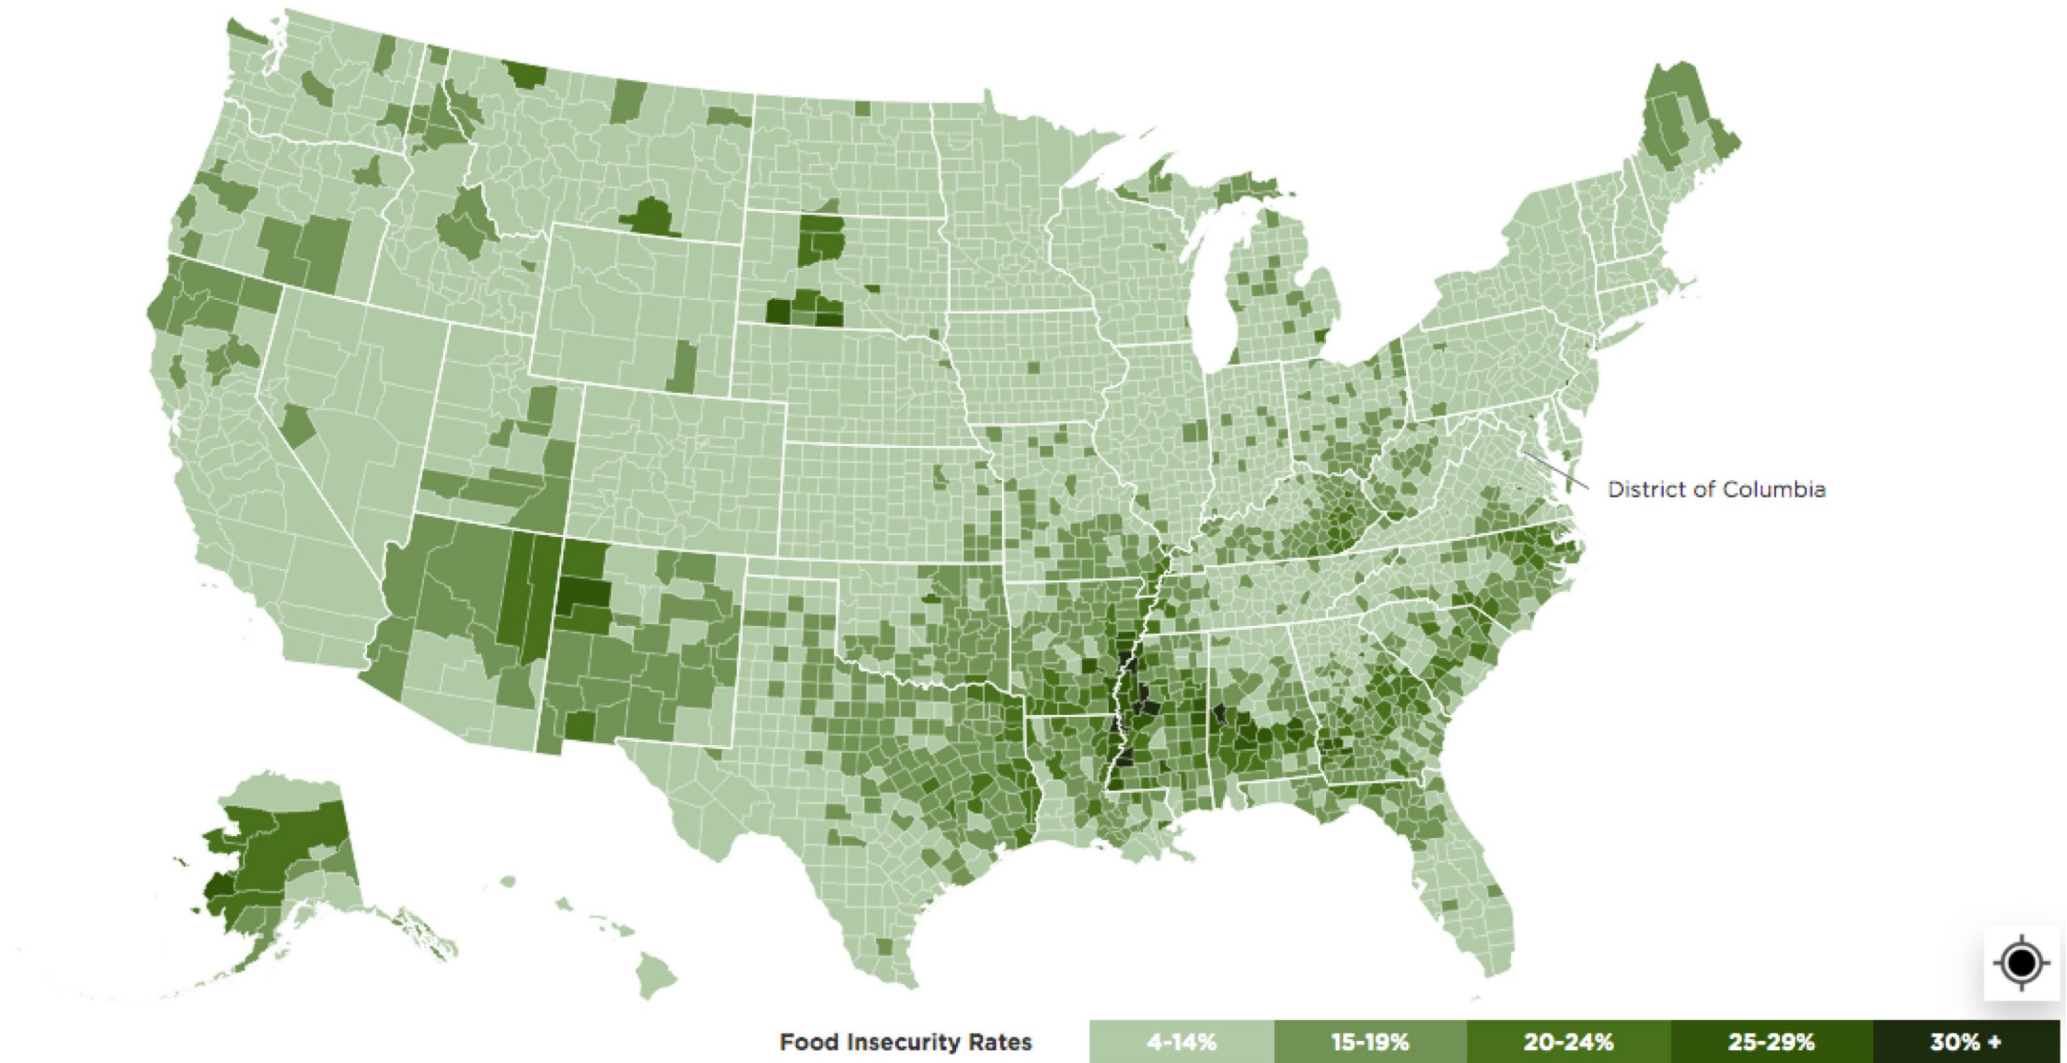 District of Columbia
Food Insecurity Rates 4-14% 15-19% 20-24% 25-29% 30% +